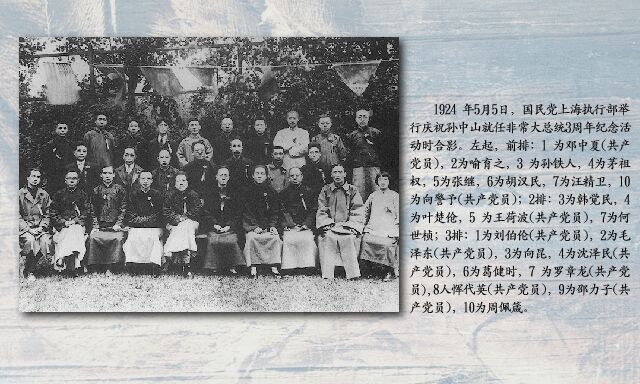 1924 年5月5日，国民党上海执行部举
行庆祝孙中山就任非常大总统3周年纪念活
动时合影。左起，前排：1 为邓中夏(共产
党员)，2为喻育之，3 为孙铁人，4为茅祖
权，5为张继，6为胡汉民，7为汪精卫，10
为向警予(共产党员)；2排：3为韩觉民，4
为叶楚伧，5 为王荷波(共产党员)，7为何
世桢；3排：1为刘伯伦(共产党员)，2为毛
泽东(共产党员)，3为向昆，4为沈泽民(共
产党员)，6为葛健时，7 为罗章龙(共产党
员),8人恽代英(共产党员)，9为邵力子(共
产党员)，10为周佩箴。